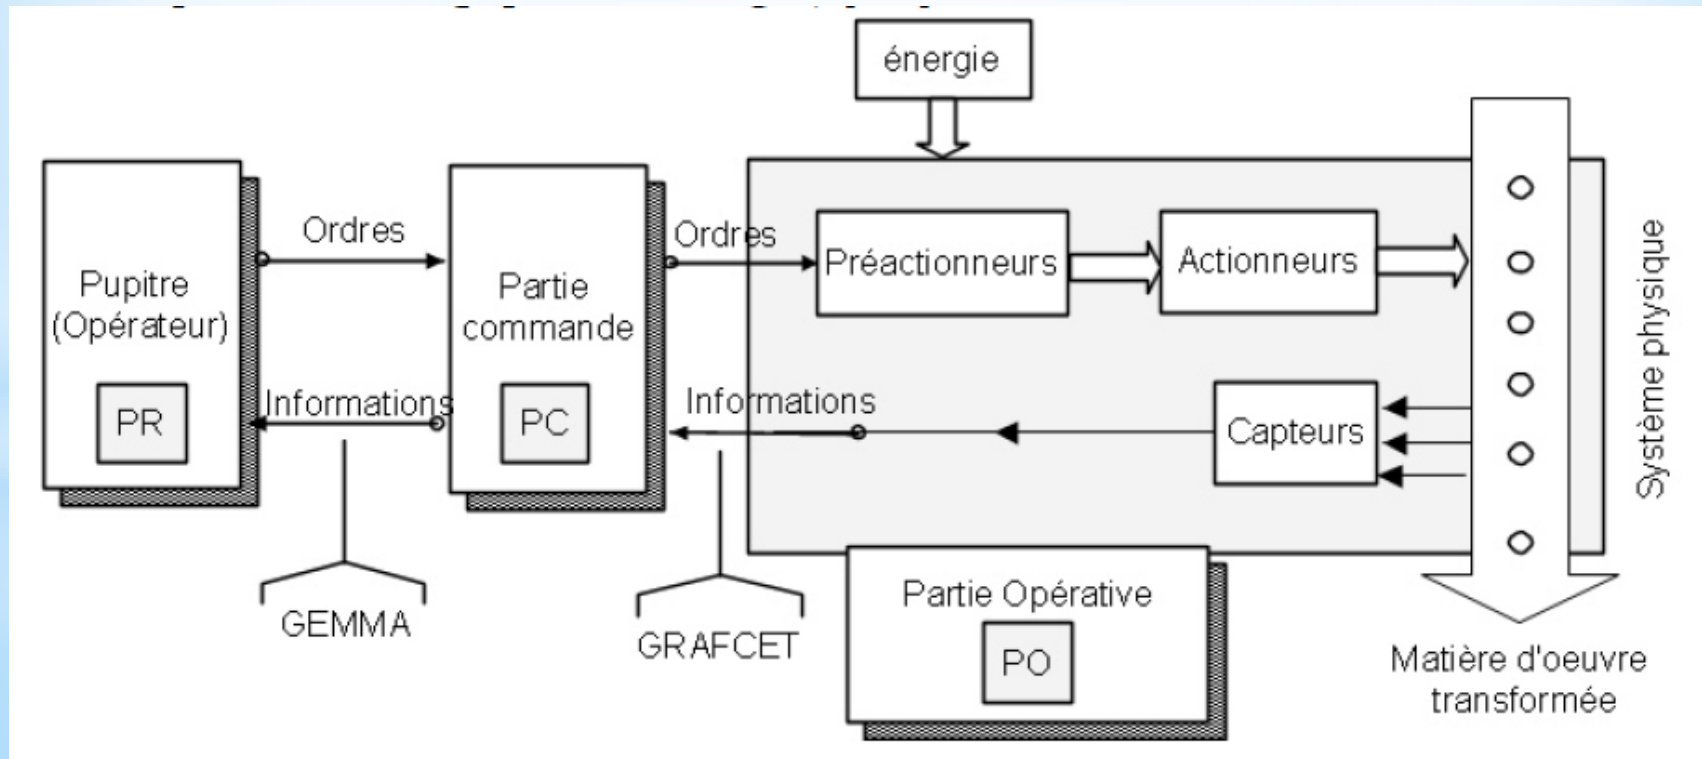 énergie
Ordres
Ordres
Pupitre
(Opérateur)
PR
Partie
commande
PC
Préactionneurs
Actionneurs
Informations
Informations
Capteurs
Système physique
GEMMA
GRAFCET
Partie Opérative
PO
Matière d'oeuvre
transformée